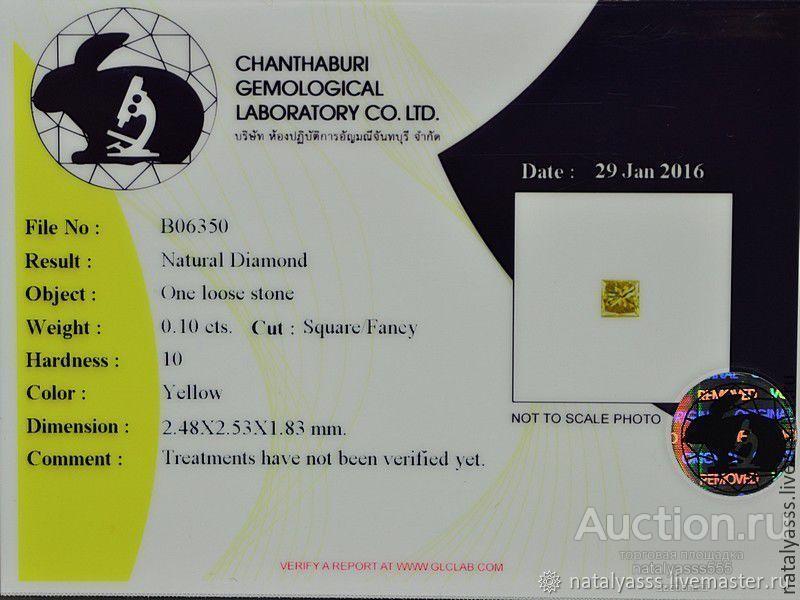 CHANTHABURI
GEMOLOGICAL
LABORATORY CO. LTD.
บริษัท ห้องปฏิบัติการอัญมณีจันทบุรี จำกัด
Date : 29 Jan 2016
File No : B06350
Result : Natural Diamond
Object : One loose stone
Weight : 0.10 cts. Cut : Square/Fancy
Hardness : 10
Color : Yellow
Dimension : 2.48X2.53X1.83 mm.
Comment : Treatments have not been verified yet.
NOT TO SCALE PHOTO
REMOVED
ORIGINAL
REMOVED
VERIFY A REPORT AT WWW.GLCLAB.COM
Auction.ru
торговая площадка
natalyasss555
natalyasss.livemaster.ru
natalyasss.livemaster.ru